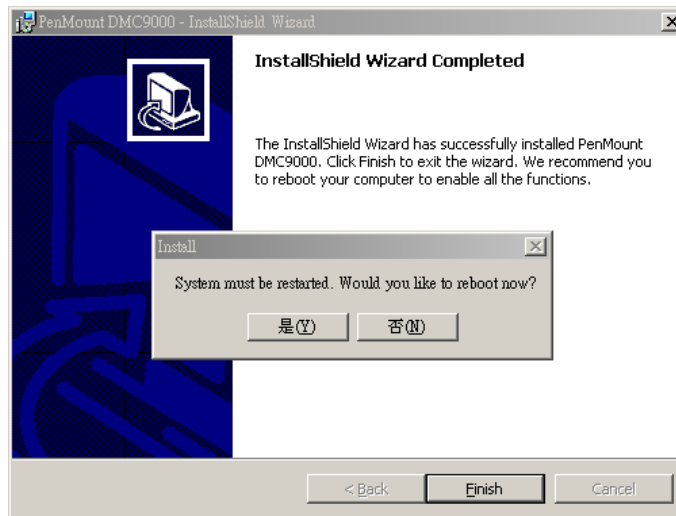 PenMount DMC9000 - InstallShield Wizard
InstallShield Wizard Completed
The InstallShield Wizard has successfully installed PenMount
DMC9000. Click Finish to exit the wizard. We recommend you
to reboot your computer to enable all the functions.
Install
System must be restarted. Would you like to reboot now?
是(Y) 否(N)
< Back Finish Cancel